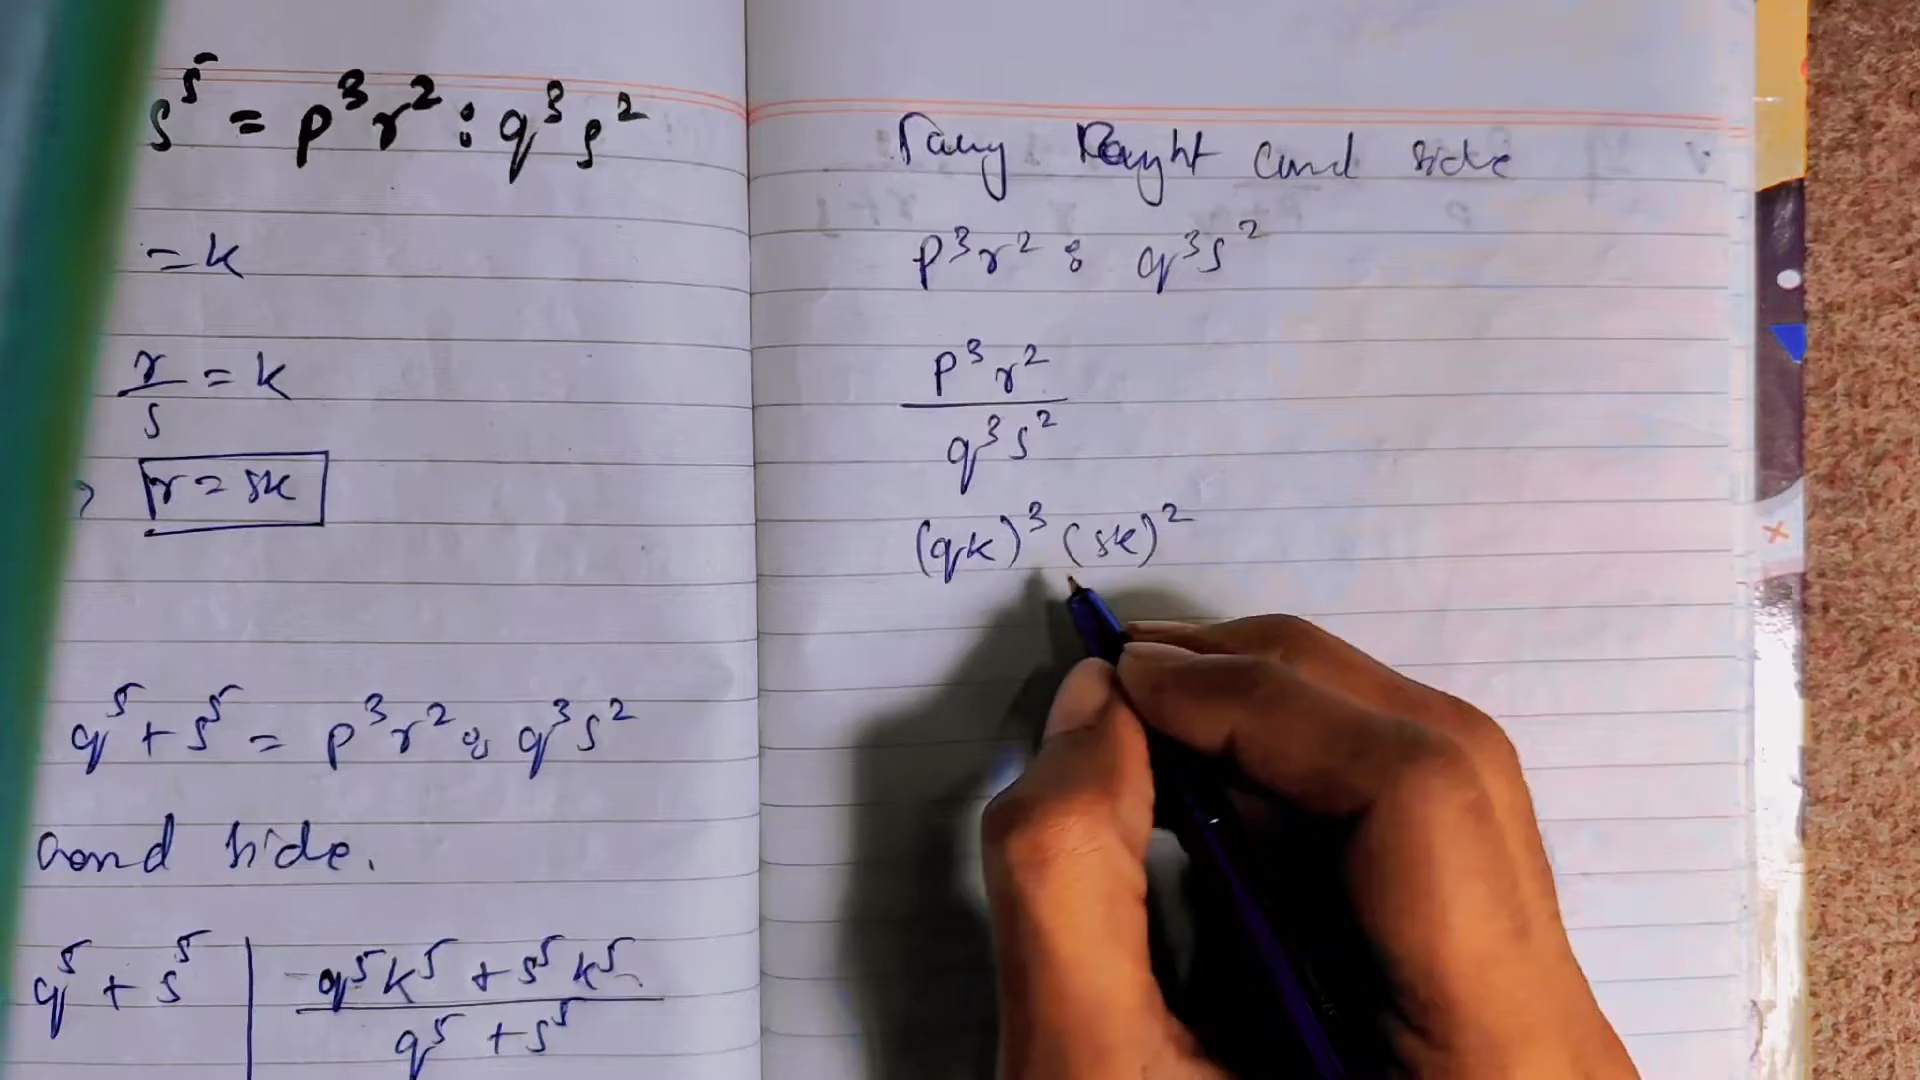 s⁵ = p³r² : q³s²
= k
r/s = k
r = sk
q⁵ + s⁵ = p³r² : q³s²
side.
q⁵ + s⁵ | (q⁵k⁵ + s⁵k⁵)/(q⁵ + s⁵)
side
p³r² : q³s²
p³r²/q³s²
(qk)³ (sk)²